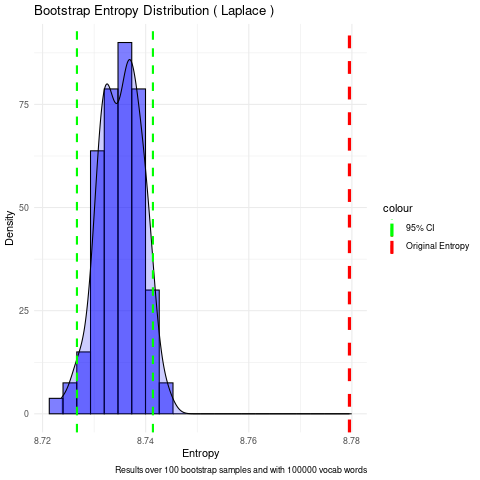 Bootstrap Entropy Distribution ( Laplace )
Density
75
50
25
0
8.72
8.74
8.76
8.78
Entropy
colour
95% CI
Original Entropy
Results over 100 bootstrap samples and with 100000 vocab words